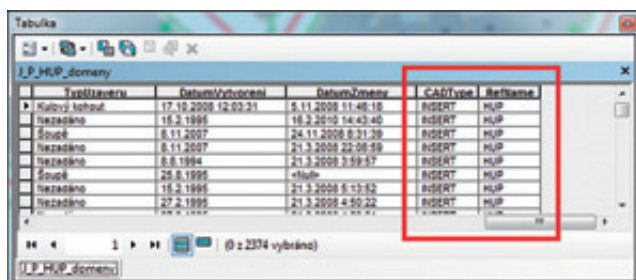 Tabulka
J_P_HUP_domeny
TypUzaveru DatumVytvoreni DatumZmeny CADType RefName
Kulový kohout 17.10.2008 12:03:31 5.11.2008 11:46:18 INSERT HUP
Nezadáno 15.2.1995 16.2.2010 14:43:40 INSERT HUP
Šoupě 8.11.2007 24.11.2008 8:31:39 INSERT HUP
Nezadáno 8.11.2007 21.3.2008 22:06:59 INSERT HUP
Nezadáno 8.8.1994 21.3.2008 3:59:57 INSERT HUP
Šoupě 25.8.1995 <Null> INSERT HUP
Nezadáno 15.2.1995 21.3.2008 5:13:52 INSERT HUP
Nezadáno 27.2.1995 21.3.2008 4:50:22 INSERT HUP
1 (0 z 2374 vybráno)
J_P_HUP_domeny